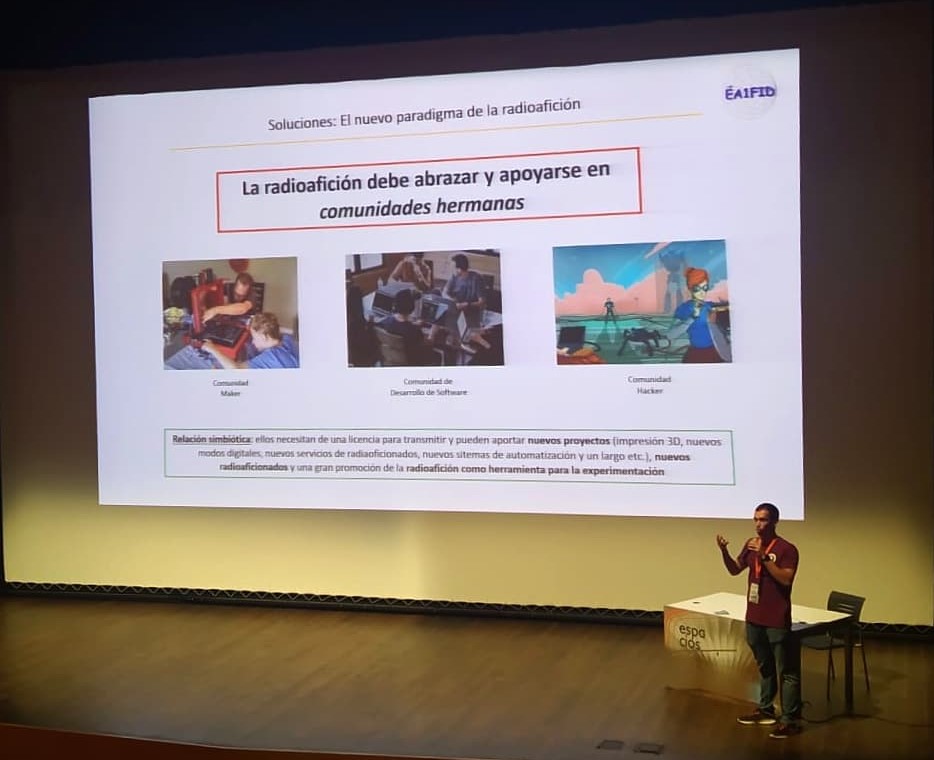 ÉA1FID
Soluciones: El nuevo paradigma de la radioafición
La radioafición debe abrazar y apoyarse en
comunidades hermanas
Comunidad
Maker
Comunidad de
Desarrollo de Software
Comunidad
Hacker
Relación simbiótica: ellos necesitan de una licencia para transmitir y pueden aportar nuevos proyectos (impresión 3D, nuevos
modos digitales, nuevos servicios de radiaoficionados, nuevos sitemas de automatización y un largo etc.), nuevos
radioaficionados y una gran promoción de la radioafición como herramienta para la experimentación
espa
cios